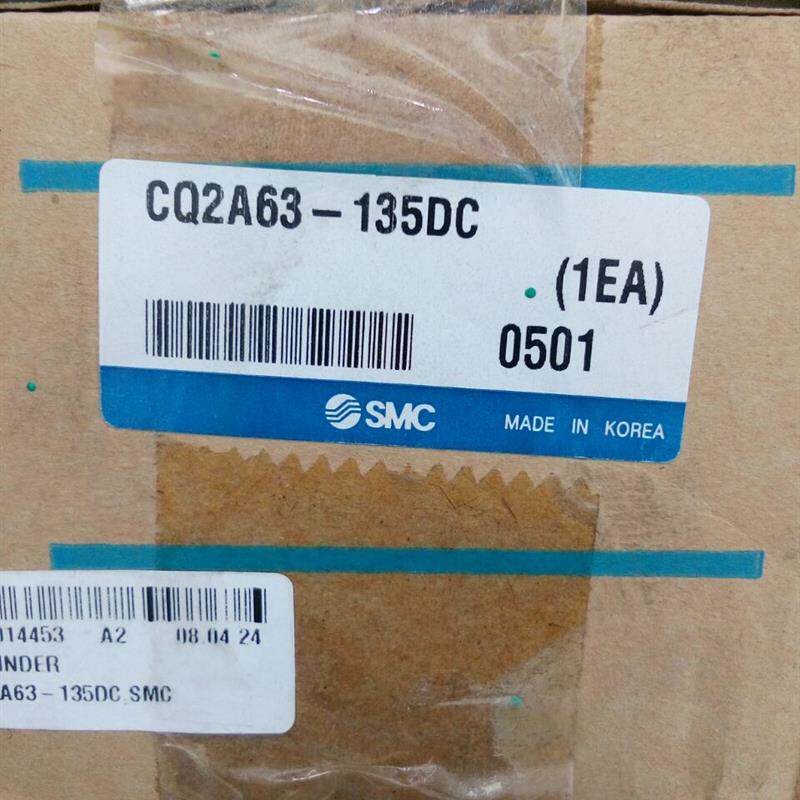 CQ2A63-135DC
(1EA)
0501
SMC
MADE IN KOREA
014453 A2 08.04.24
INDER
A63-135DC SMC